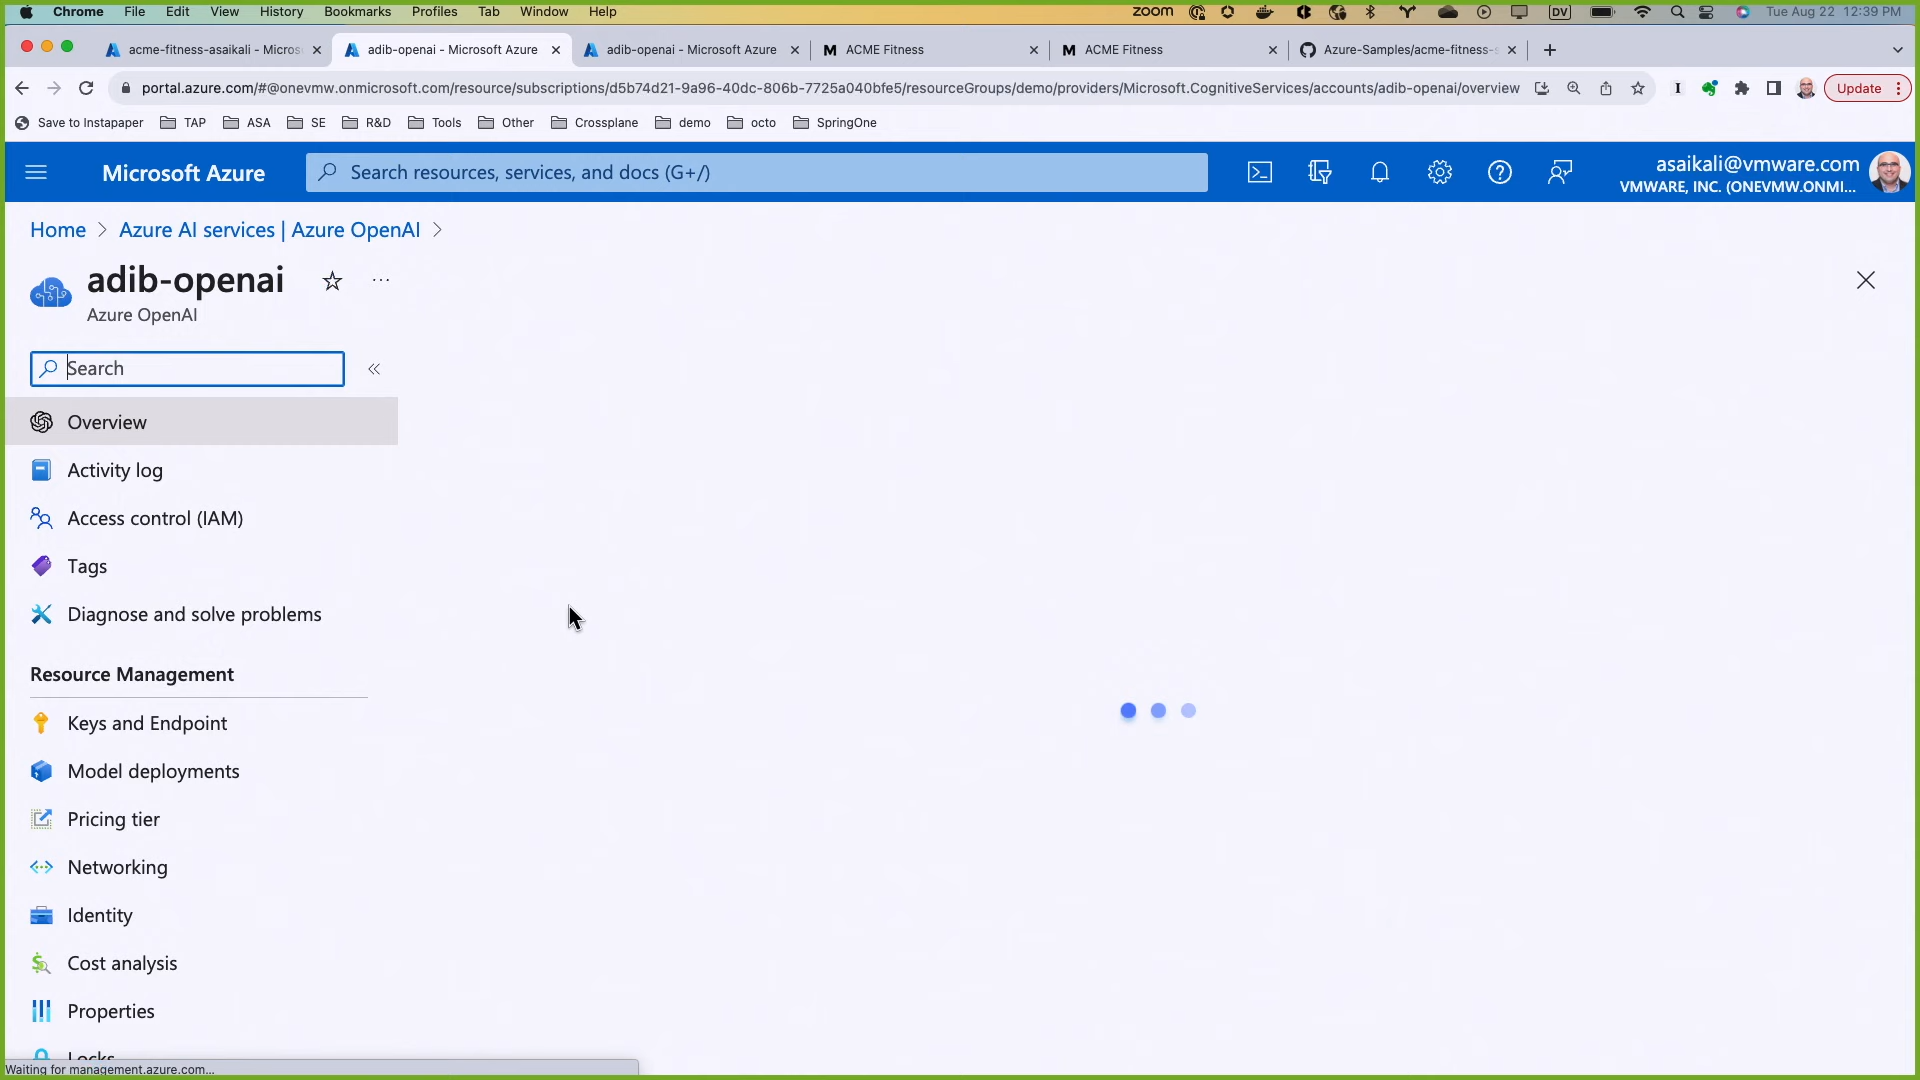 Chrome File Edit View History Bookmarks Profiles Tab Window Help zoom DV Tue Aug 22 12:39 PM
acme-fitness-asaikali - Micros
adib-openai - Microsoft Azure
adib-openai - Microsoft Azure
M ACME Fitness
M ACME Fitness
Azure-Samples/acme-fitness-s
portal.azure.com/#@onevmw.onmicrosoft.com/resource/subscriptions/d5b74d21-9a96-40dc-806b-7725a040bfe5/resourceGroups/demo/providers/Microsoft.CognitiveServices/accounts/adib-openai/overview
I
Update
Save to Instapaper TAP ASA SE R&D Tools Other Crossplane demo octo SpringOne
Microsoft Azure
Search resources, services, and docs (G+/)
asaikali@vmware.com
VMWARE, INC. (ONEVMW.ONMI...
Home > Azure AI services | Azure OpenAI >
adib-openai
Azure OpenAI
Search
Overview
Activity log
Access control (IAM)
Tags
Diagnose and solve problems
Resource Management
Keys and Endpoint
Model deployments
Pricing tier
Networking
Identity
Cost analysis
Properties
Locks
Waiting for management.azure.com...